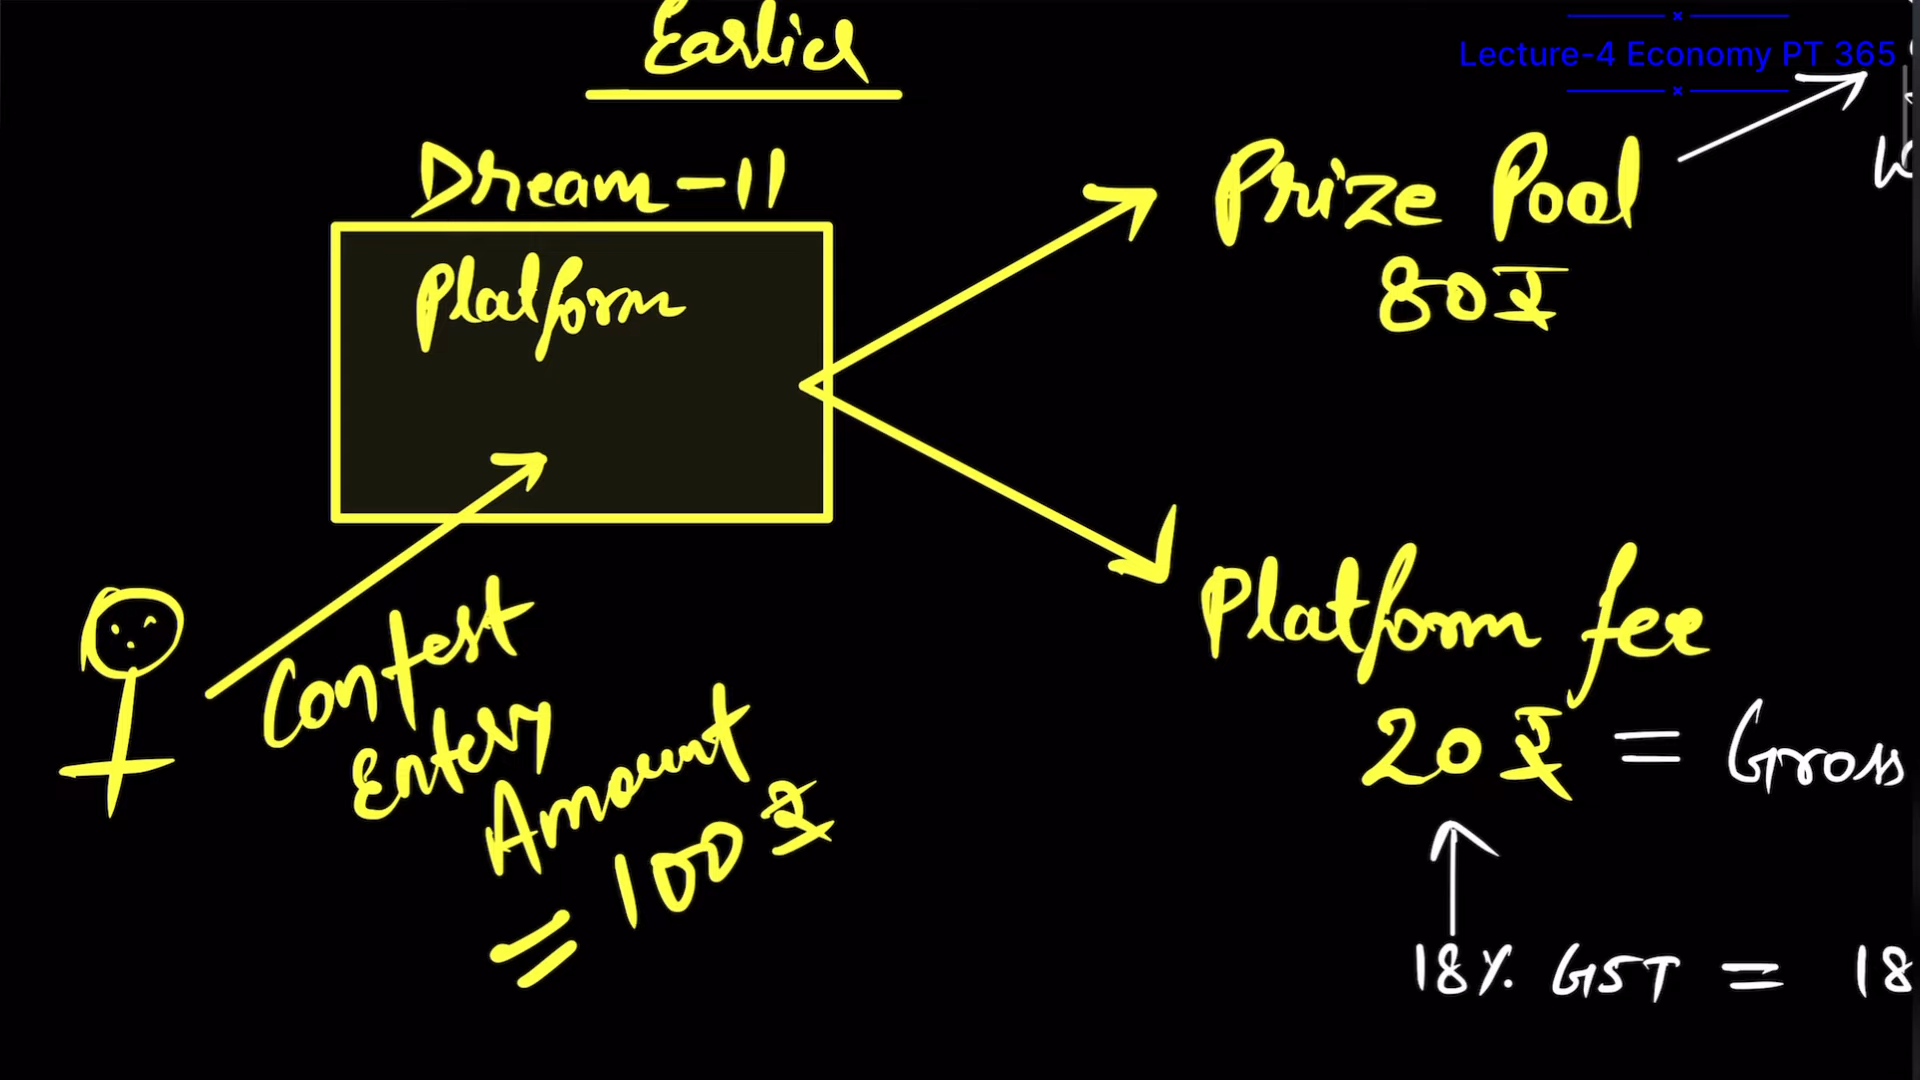 Earlier
Lecture-4 Economy PT 365
Dream-11
Platform
Prize Pool
80₹
Contest
Entery
Amount
= 100₹
Platform fee
20₹ = Gross
18% GST = 18